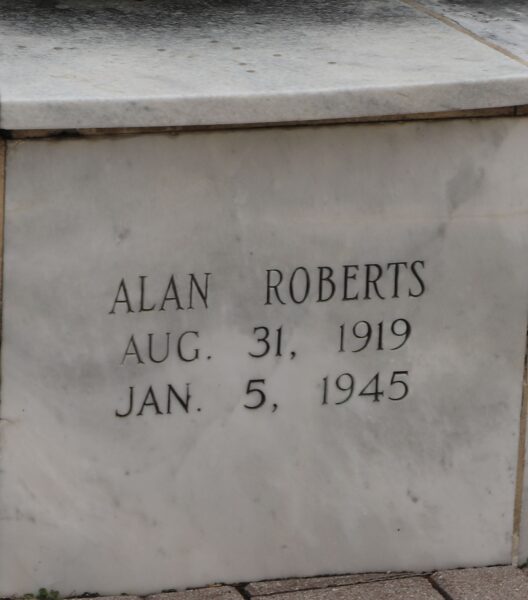 ALAN ROBERTS
AUG. 31, 1919
JAN. 5, 1945